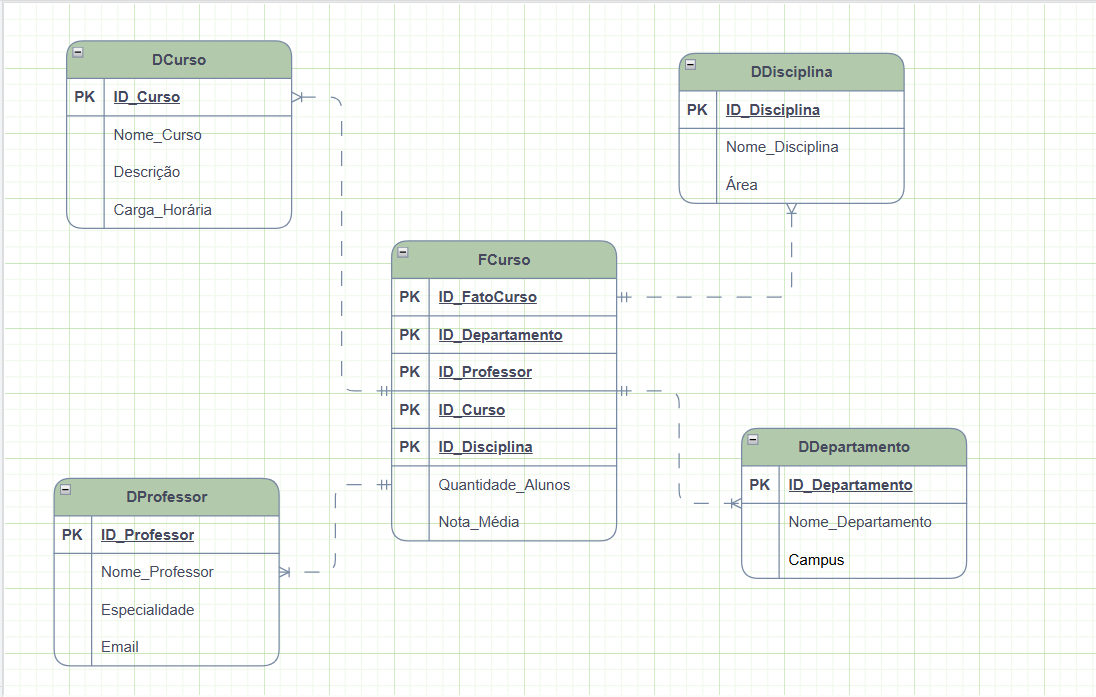 DCurso
PK ID_Curso
Nome_Curso
Descrição
Carga_Horária
DDisciplina
PK ID_Disciplina
Nome_Disciplina
Área
FCurso
PK ID_FatoCurso
PK ID_Departamento
PK ID_Professor
PK ID_Curso
PK ID_Disciplina
Quantidade_Alunos
Nota_Média
DProfessor
PK ID_Professor
Nome_Professor
Especialidade
Email
DDepartamento
PK ID_Departamento
Nome_Departamento
Campus